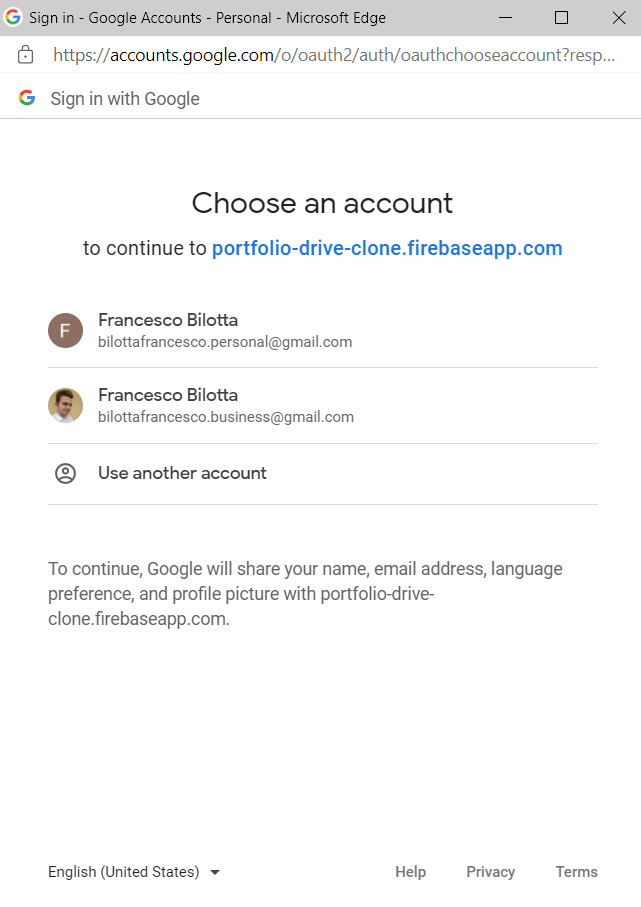 Sign in - Google Accounts - Personal - Microsoft Edge
https://accounts.google.com/o/oauth2/auth/oauthchooseaccount?resp...
Sign in with Google
Choose an account
to continue to portfolio-drive-clone.firebaseapp.com
F
Francesco Bilotta
bilottafrancesco.personal@gmail.com
Francesco Bilotta
bilottafrancesco.business@gmail.com
Use another account
To continue, Google will share your name, email address, language
preference, and profile picture with portfolio-drive-
clone.firebaseapp.com.
English (United States)
Help Privacy Terms